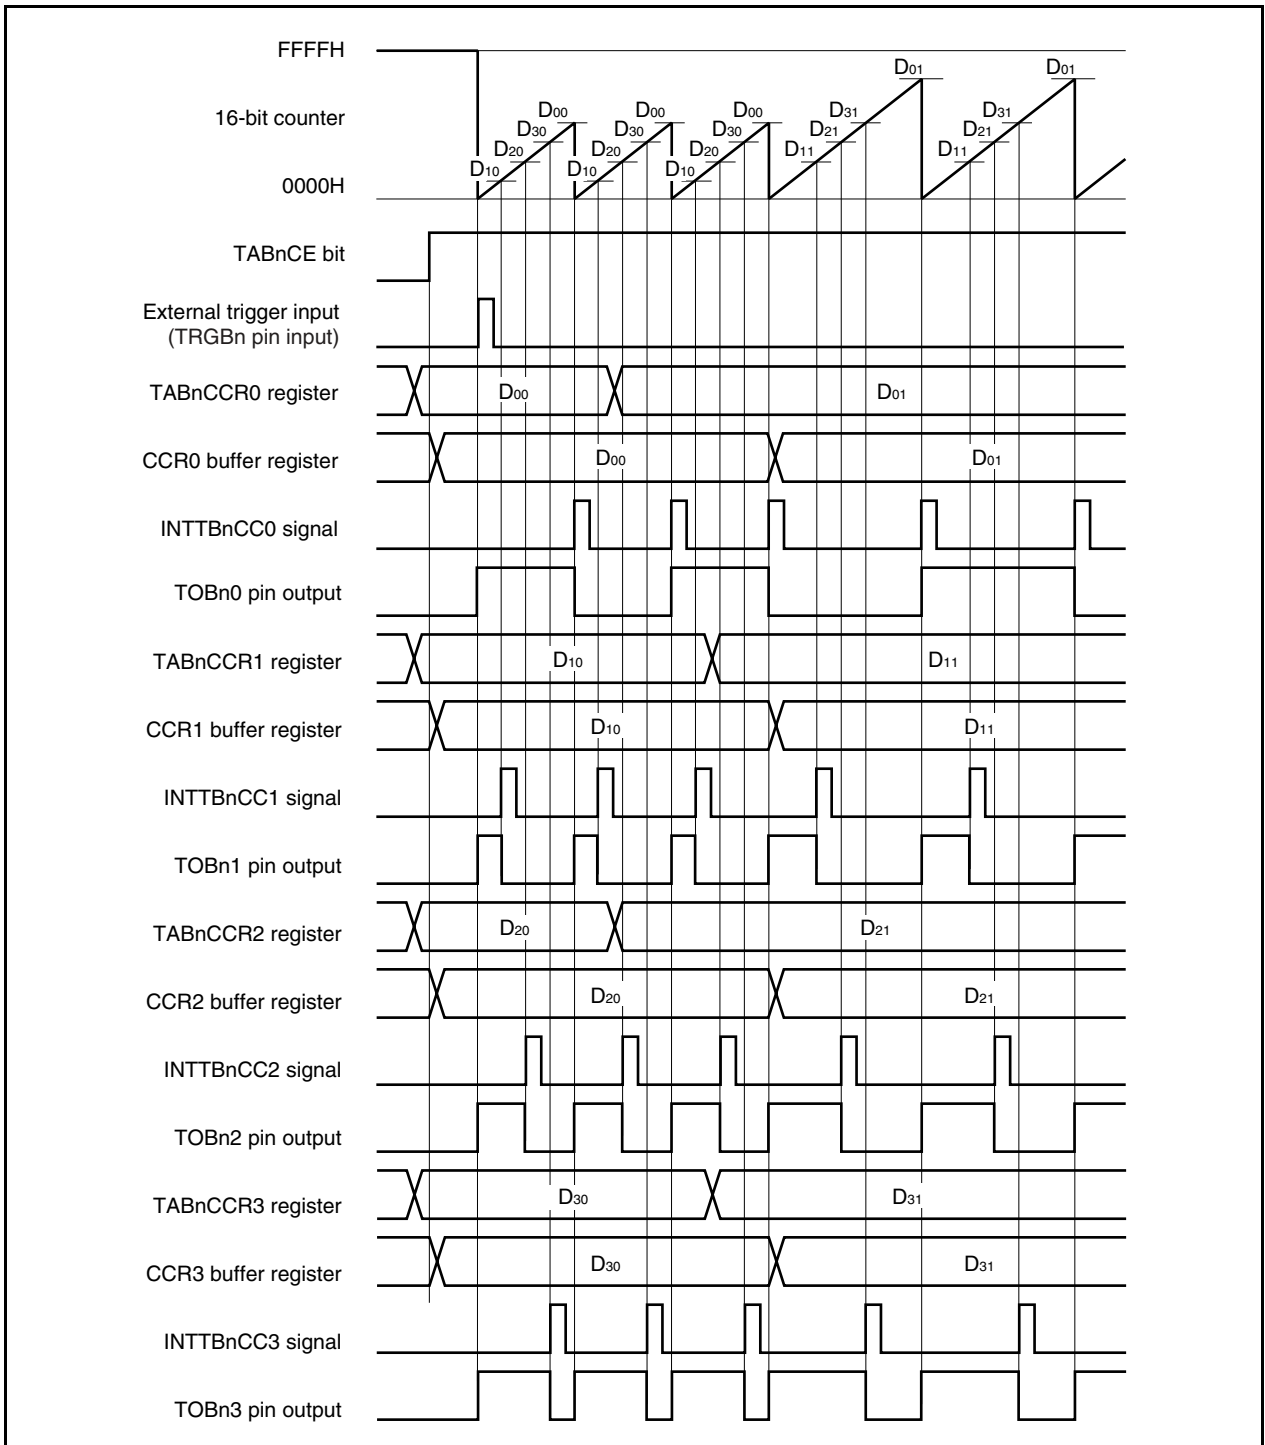 FFFFH
D01 D01
16-bit counter
D00 D00 D00 D31 D31
D30 D30 D30 D21 D21
D20 D20 D20 D11 D11
D10 D10 D10
0000H
TABnCE bit
External trigger input
(TRGBn pin input)
TABnCCR0 register D00 D01
CCR0 buffer register D00 D01
INTTBnCC0 signal
TOBn0 pin output
TABnCCR1 register D10 D11
CCR1 buffer register D10 D11
INTTBnCC1 signal
TOBn1 pin output
TABnCCR2 register D20 D21
CCR2 buffer register D20 D21
INTTBnCC2 signal
TOBn2 pin output
TABnCCR3 register D30 D31
CCR3 buffer register D30 D31
INTTBnCC3 signal
TOBn3 pin output